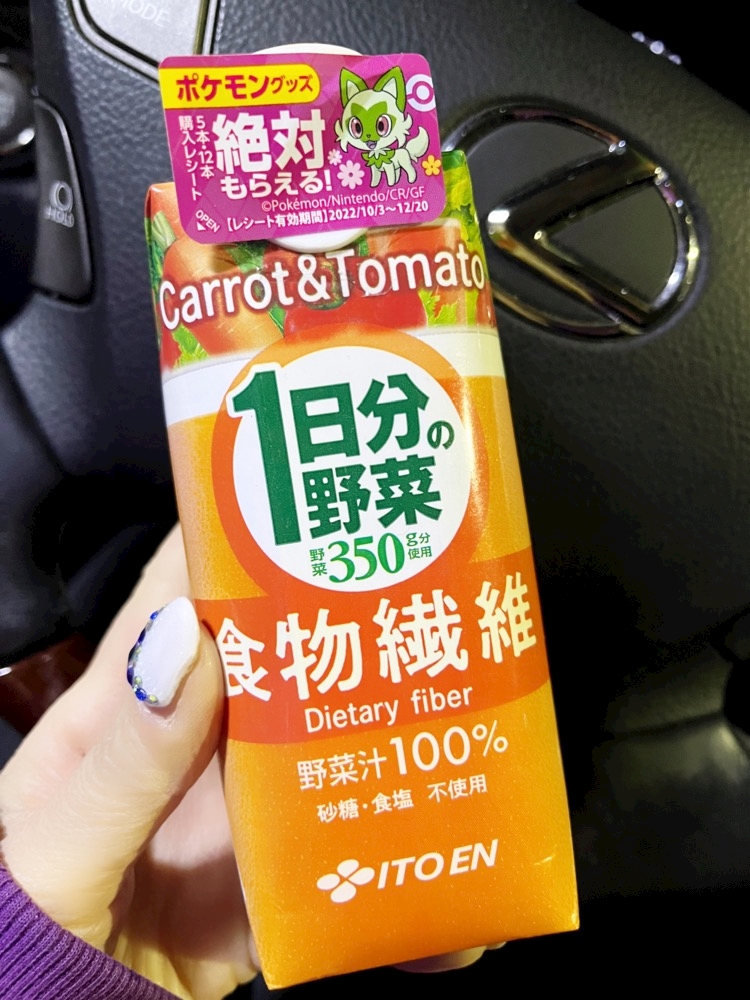 MODE
HOLD
ポケモングッズ
5本・12本
購入レシート
絶対
もらえる!
©Pokémon/Nintendo/CR/GF
OPEN
【レシート有効期間】2022/10/3〜12/20
Carrot&Tomato
1日分の
野菜
野菜350g分使用
食物繊維
Dietary fiber
野菜汁100%
砂糖・食塩 不使用
ITO EN